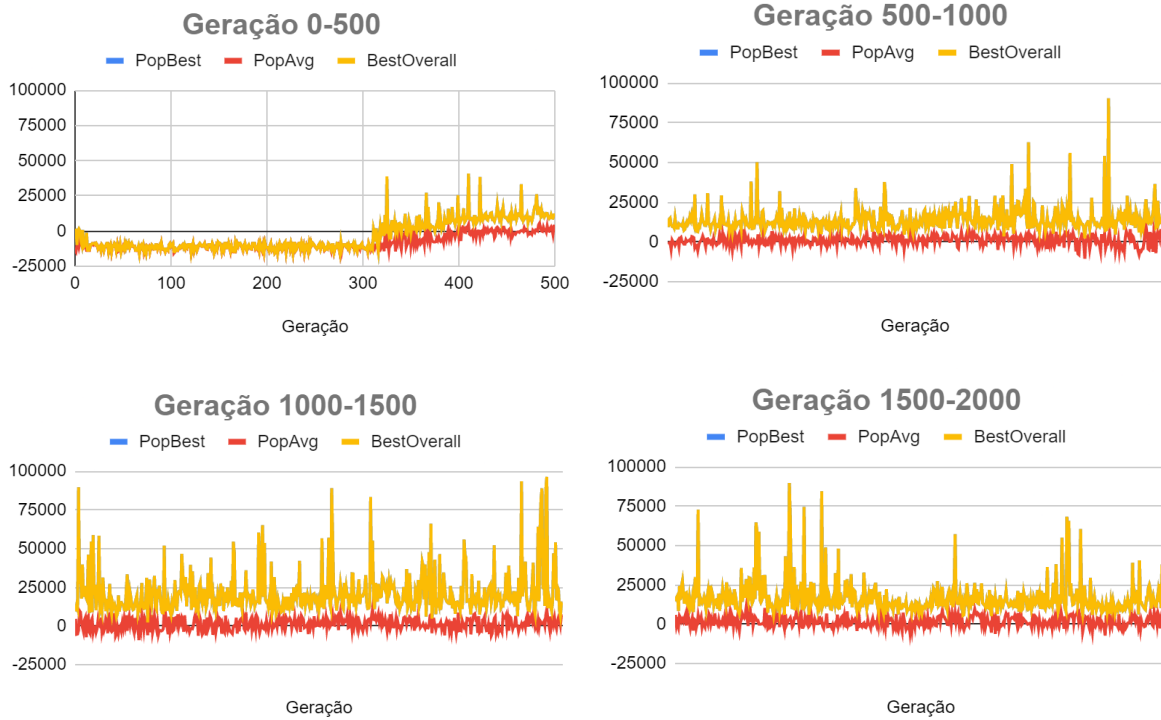 Geração 0-500
PopBest PopAvg BestOverall
100000
75000
50000
25000
0
-25000
0 100 200 300 400 500
Geração
Geração 500-1000
PopBest PopAvg BestOverall
100000
75000
50000
25000
0
-25000
Geração
Geração 1000-1500
PopBest PopAvg BestOverall
100000
75000
50000
25000
0
-25000
Geração
Geração 1500-2000
PopBest PopAvg BestOverall
100000
75000
50000
25000
0
-25000
Geração